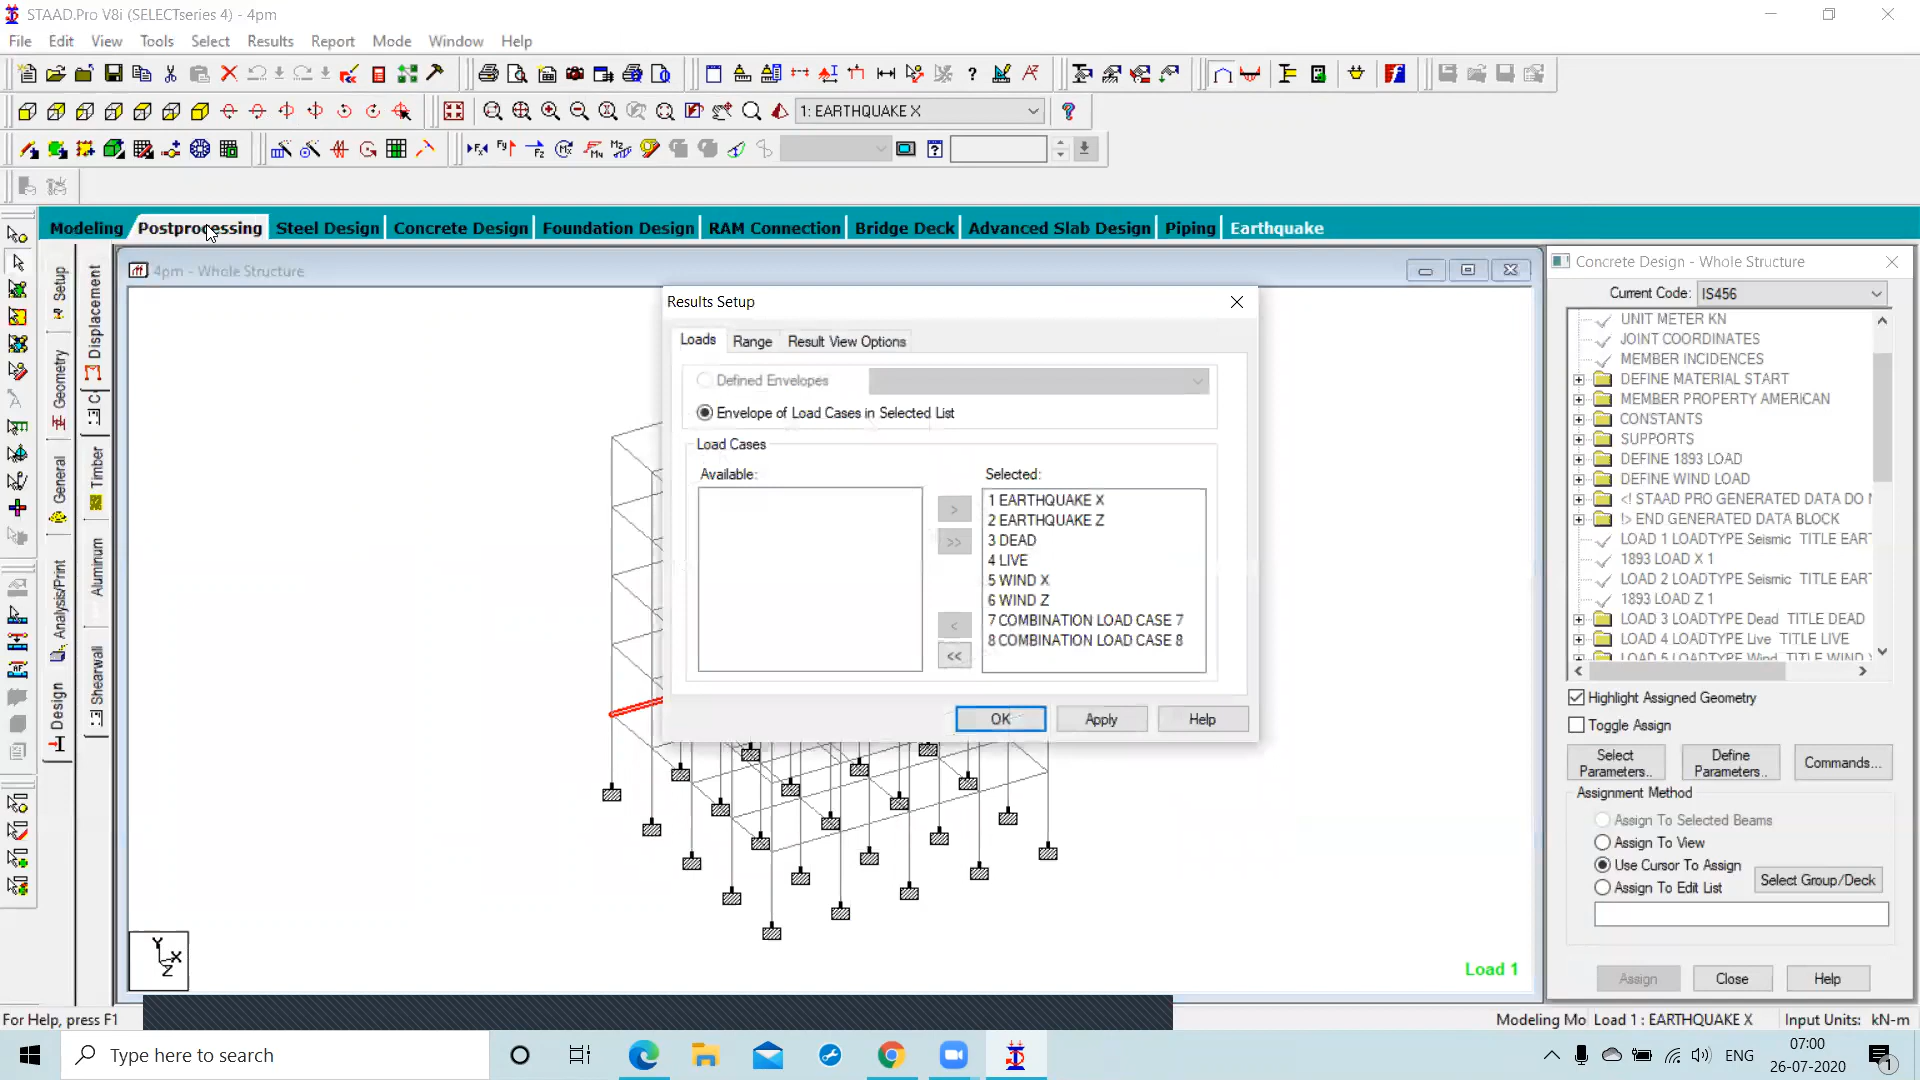 STAAD.Pro V8i (SELECTseries 4) - 4pm
File Edit View Tools Select Results Report Mode Window Help
1: EARTHQUAKE X
Modeling Postprocessing Steel Design Concrete Design Foundation Design RAM Connection Bridge Deck Advanced Slab Design Piping Earthquake
Setup
Geometry
General
Analysis/Print
Design
Displacement
C
Timber
Aluminum
Shearwall
4pm - Whole Structure
Results Setup
Loads Range Result View Options
Defined Envelopes
Envelope of Load Cases in Selected List
Load Cases
Available: Selected:
1 EARTHQUAKE X
2 EARTHQUAKE Z
3 DEAD
4 LIVE
5 WIND X
6 WIND Z
7 COMBINATION LOAD CASE 7
8 COMBINATION LOAD CASE 8
>
>>
<
<<
OK Apply Help
Y
X
Z
Load 1
Concrete Design - Whole Structure
Current Code: IS456
UNIT METER KN
JOINT COORDINATES
MEMBER INCIDENCES
DEFINE MATERIAL START
MEMBER PROPERTY AMERICAN
CONSTANTS
SUPPORTS
DEFINE 1893 LOAD
DEFINE WIND LOAD
<! STAAD PRO GENERATED DATA DO N
!> END GENERATED DATA BLOCK
LOAD 1 LOADTYPE Seismic TITLE EART
1893 LOAD X 1
LOAD 2 LOADTYPE Seismic TITLE EART
1893 LOAD Z 1
LOAD 3 LOADTYPE Dead TITLE DEAD
LOAD 4 LOADTYPE Live TITLE LIVE
LOAD 5 LOADTYPE Wind TITLE WIND
Highlight Assigned Geometry
Toggle Assign
Select Parameters.. Define Parameters.. Commands...
Assignment Method
Assign To Selected Beams
Assign To View
Use Cursor To Assign
Assign To Edit List
Select Group/Deck
Assign Close Help
For Help, press F1
Modeling Mo Load 1 : EARTHQUAKE X Input Units: kN-m
Type here to search
ENG
07:00
26-07-2020
1